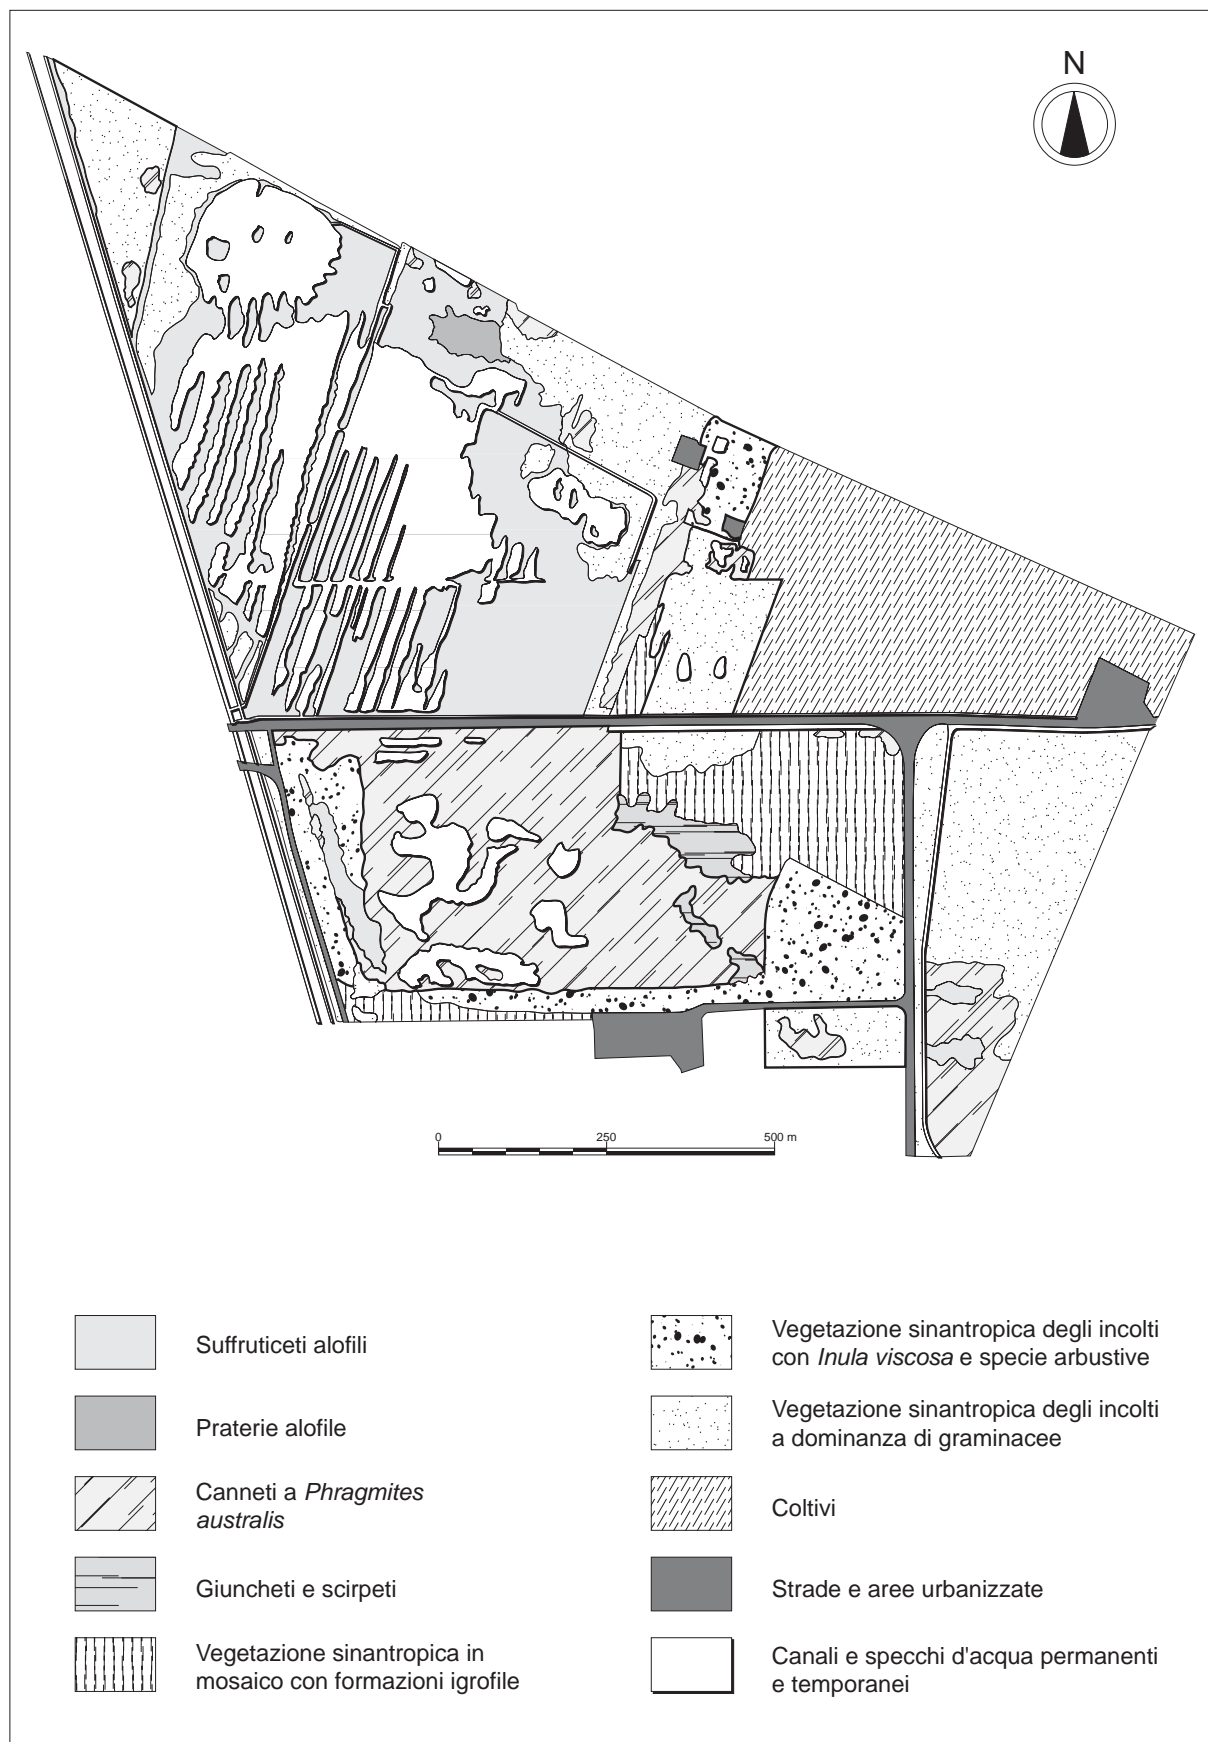 N
0 250 500 m
Suffruticeti alofili
Praterie alofile
Canneti a Phragmites
australis
Giuncheti e scirpeti
Vegetazione sinantropica in
mosaico con formazioni igrofile
Vegetazione sinantropica degli incolti
con Inula viscosa e specie arbustive
Vegetazione sinantropica degli incolti
a dominanza di graminacee
Coltivi
Strade e aree urbanizzate
Canali e specchi d'acqua permanenti
e temporanei